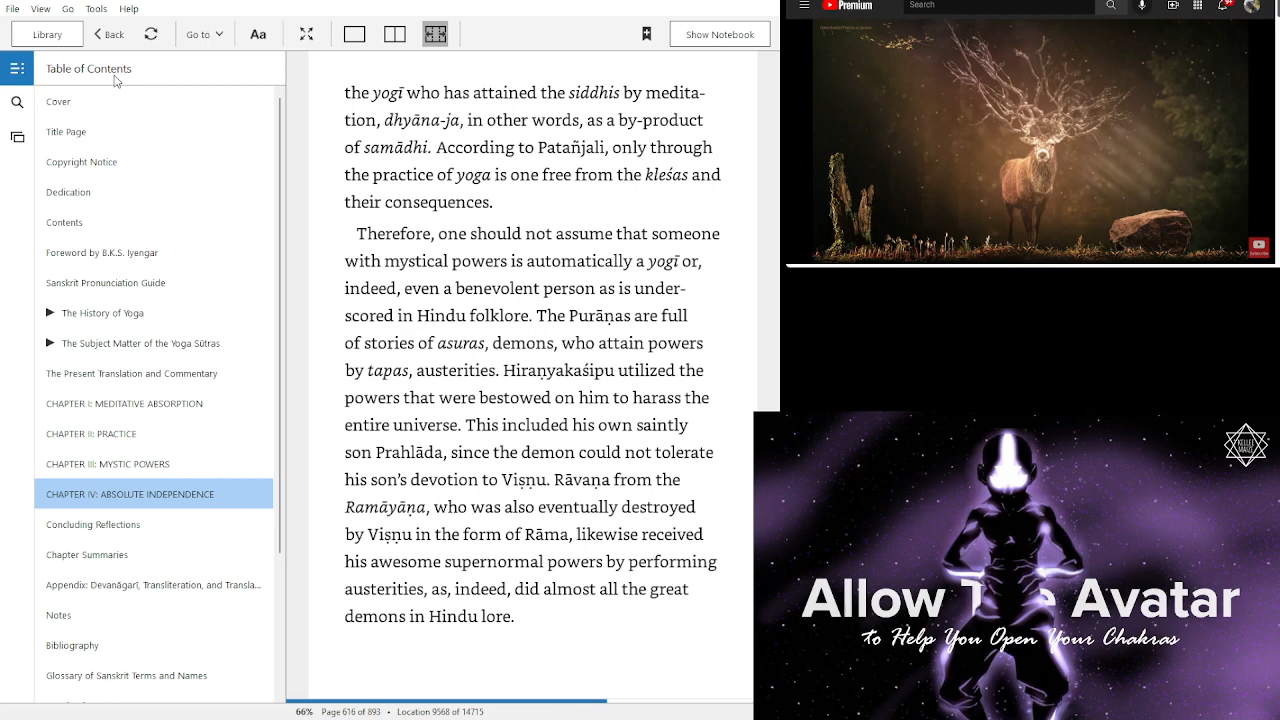 File View Go Tools Help
Library
Back
Go to
Aa
Show Notebook
Table of Contents
Cover
Title Page
Copyright Notice
Dedication
Contents
Foreword by B.K.S. Iyengar
Sanskrit Pronunciation Guide
The History of Yoga
The Subject Matter of the Yoga Sūtras
The Present Translation and Commentary
CHAPTER I: MEDITATIVE ABSORPTION
CHAPTER II: PRACTICE
CHAPTER III: MYSTIC POWERS
CHAPTER IV: ABSOLUTE INDEPENDENCE
Concluding Reflections
Chapter Summaries
Appendix: Devanāgarī, Transliteration, and Transla...
Notes
Bibliography
Glossary of Sanskrit Terms and Names
the yogī who has attained the siddhis by medita-
tion, dhyāna-ja, in other words, as a by-product
of samādhi. According to Patañjali, only through
the practice of yoga is one free from the kleśas and
their consequences.
Therefore, one should not assume that someone
with mystical powers is automatically a yogī or,
indeed, even a benevolent person as is under-
scored in Hindu folklore. The Purāṇas are full
of stories of asuras, demons, who attain powers
by tapas, austerities. Hiraṇyakaśipu utilized the
powers that were bestowed on him to harass the
entire universe. This included his own saintly
son Prahlāda, since the demon could not tolerate
his son's devotion to Viṣṇu. Rāvaṇa from the
Ramāyāṇa, who was also eventually destroyed
by Viṣṇu in the form of Rāma, likewise received
his awesome supernormal powers by performing
austerities, as, indeed, did almost all the great
demons in Hindu lore.
66% Page 616 of 893 • Location 9568 of 14715
Premium
Search
9+
Subscribe
Allow The Avatar
to Help You Open Your Chakras